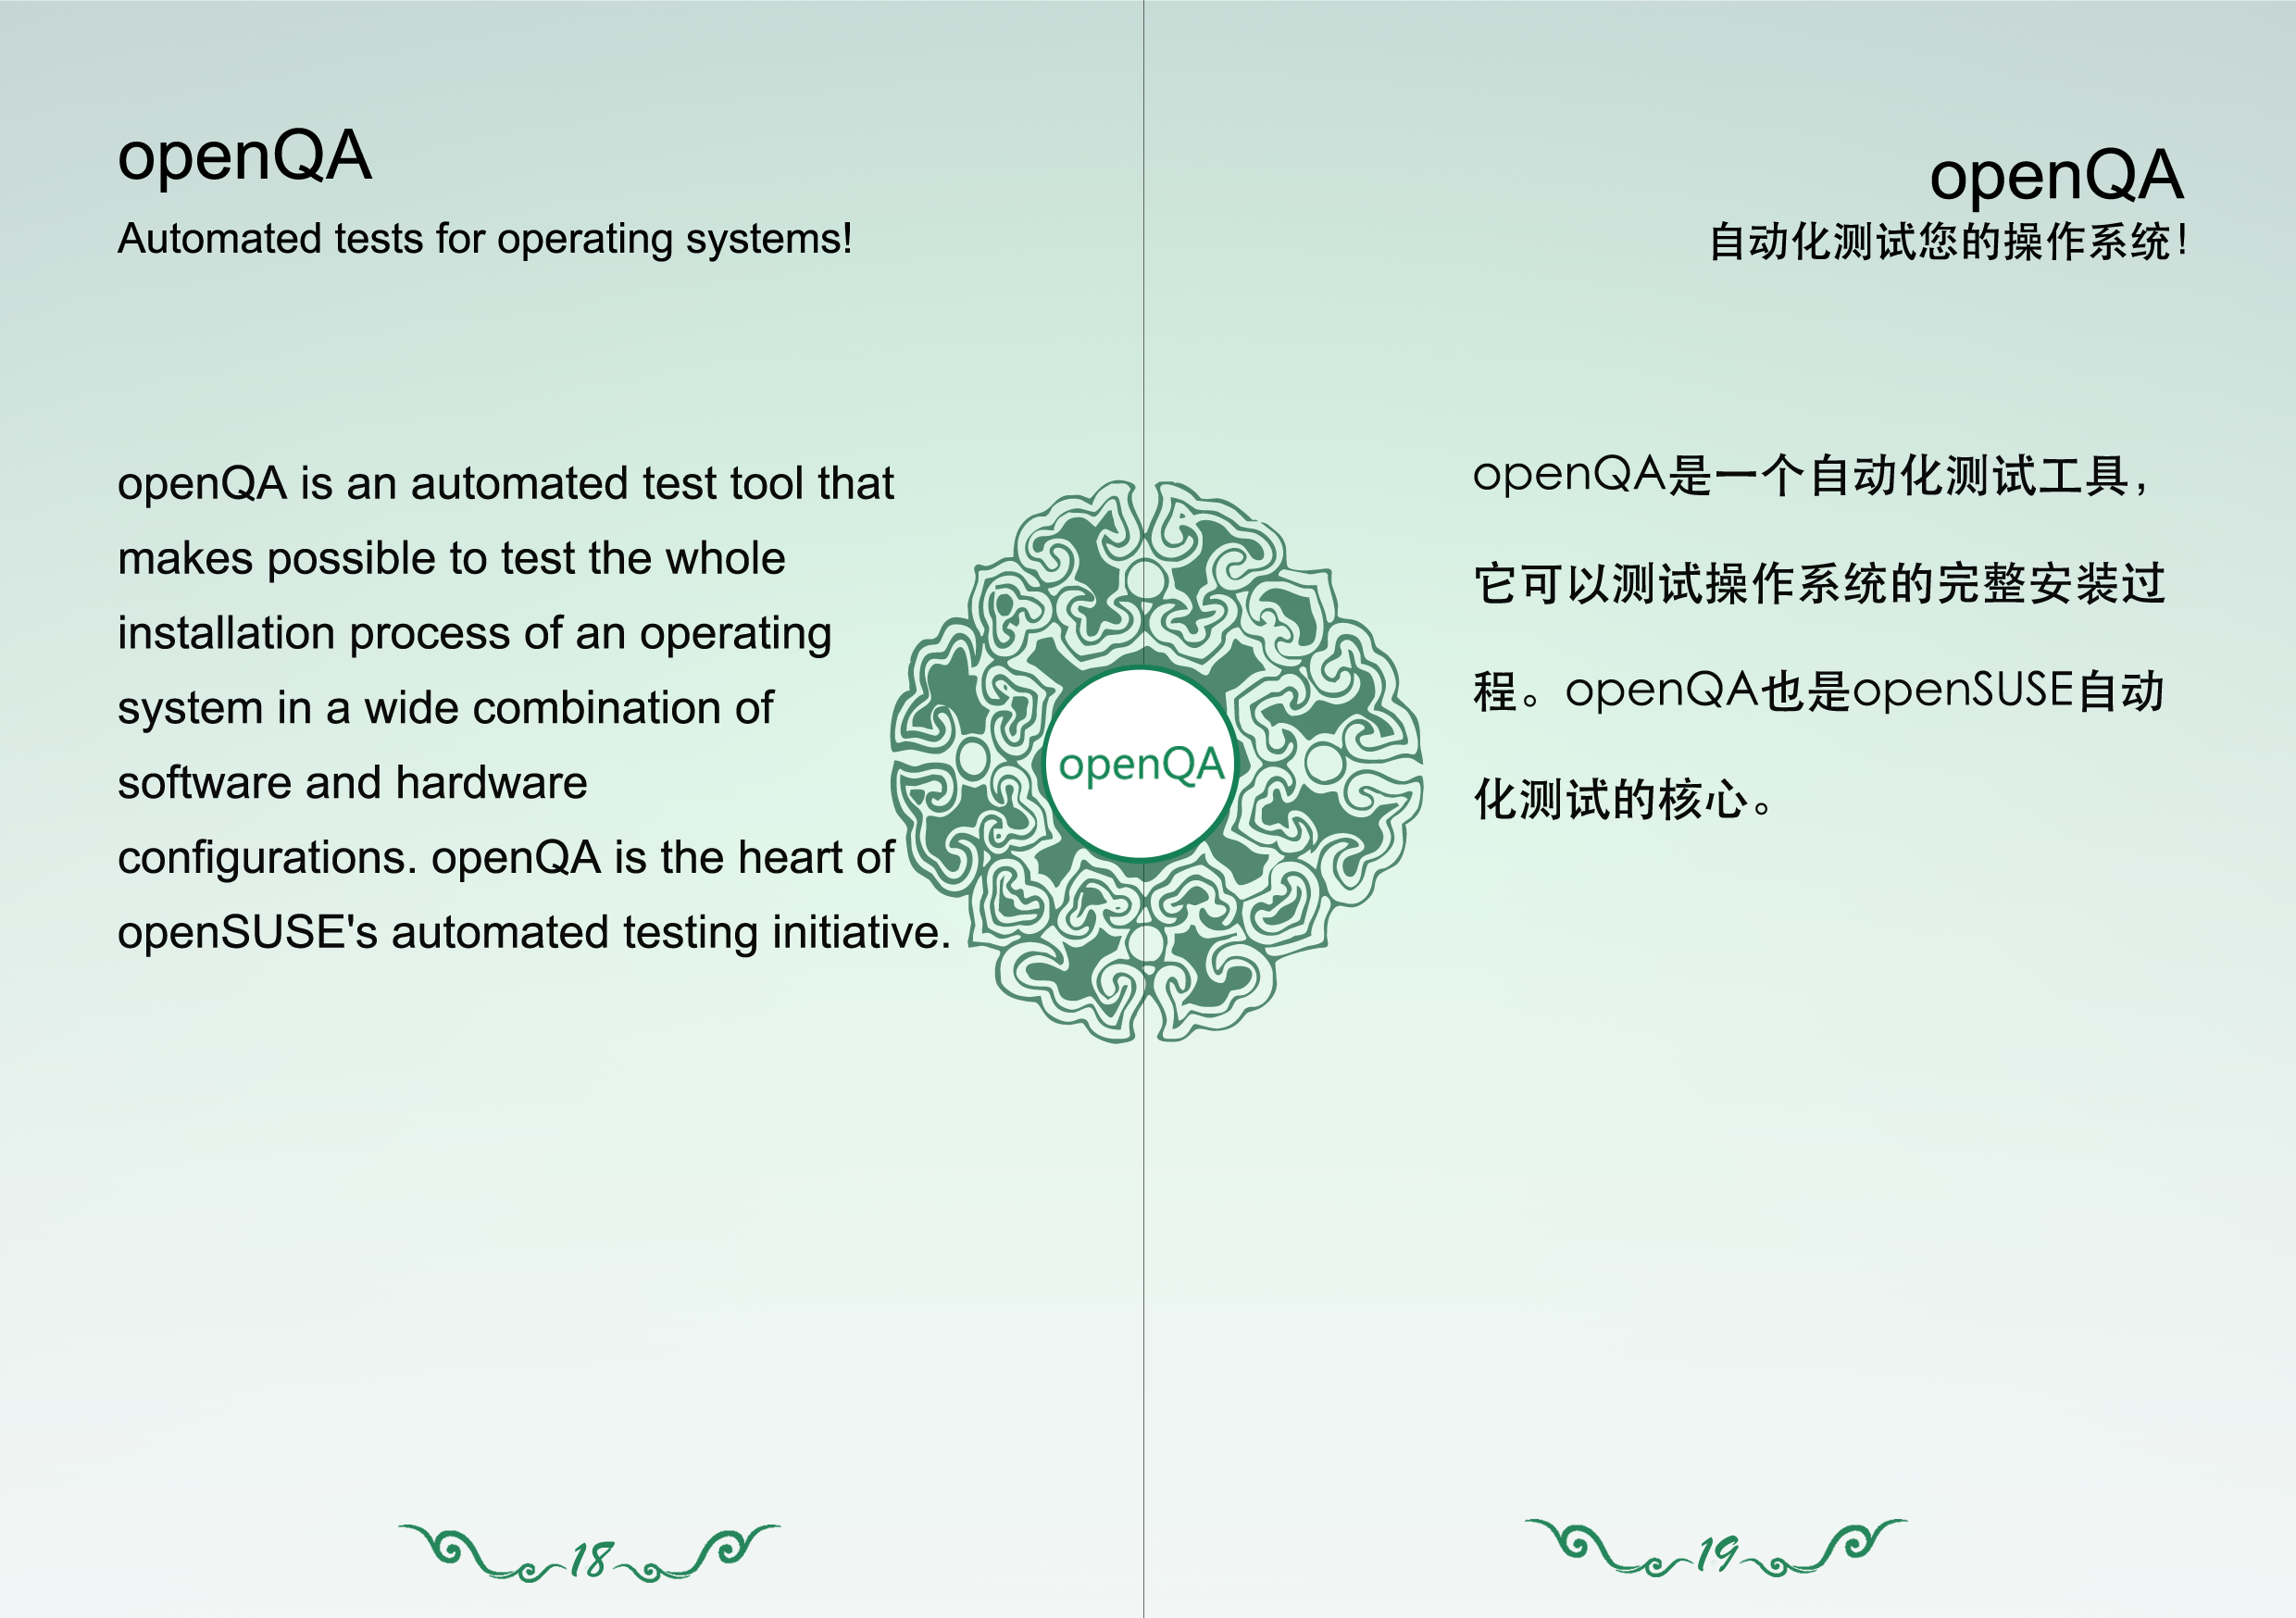 openQA
Automated tests for operating systems!
openQA is an automated test tool that
makes possible to test the whole
installation process of an operating
system in a wide combination of
software and hardware
configurations. openQA is the heart of
openSUSE's automated testing initiative.
18
openQA
openQA
自动化测试您的操作系统!
openQA是一个自动化测试工具,
它可以测试操作系统的完整安装过
程。openQA也是openSUSE自动
化测试的核心。
19